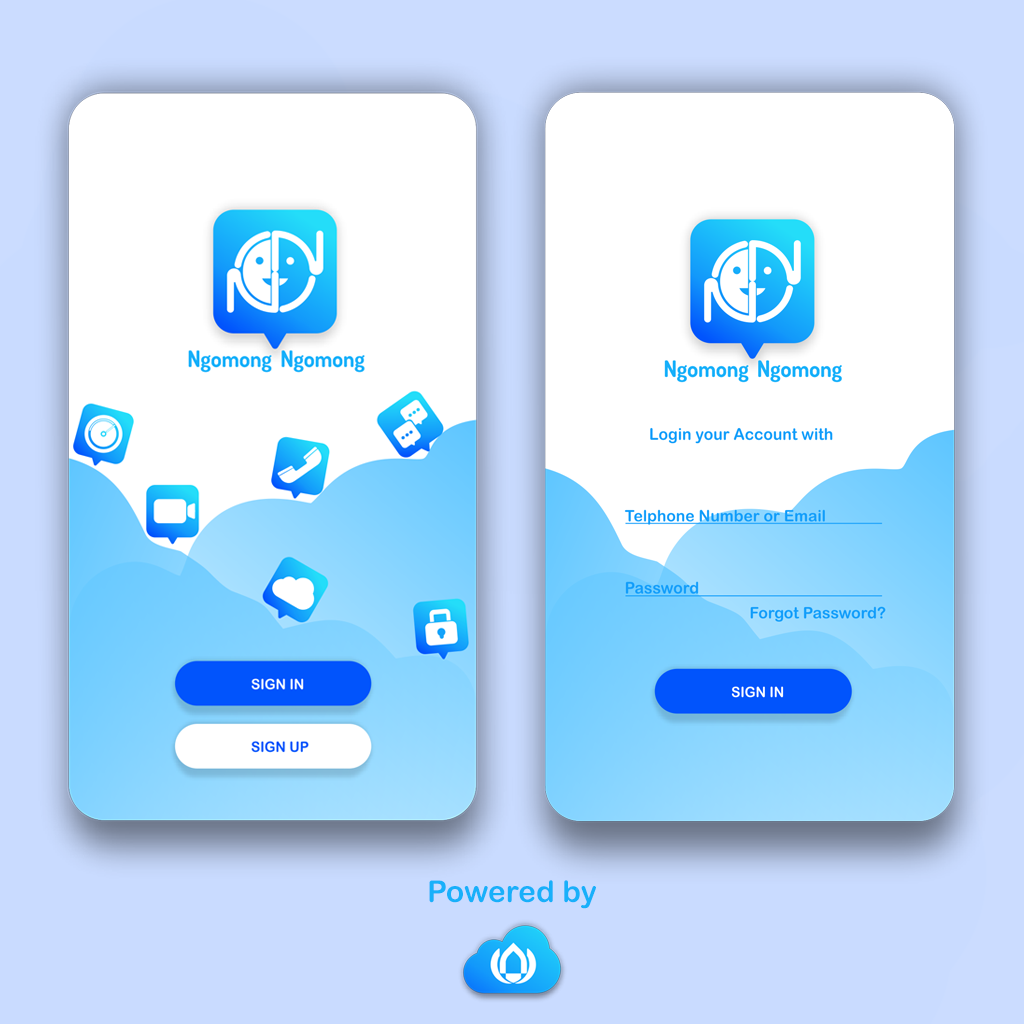 Ngomong Ngomong
SIGN IN
SIGN UP
Ngomong Ngomong
Login your Account with
Telphone Number or Email
Password
Forgot Password?
SIGN IN
Powered by